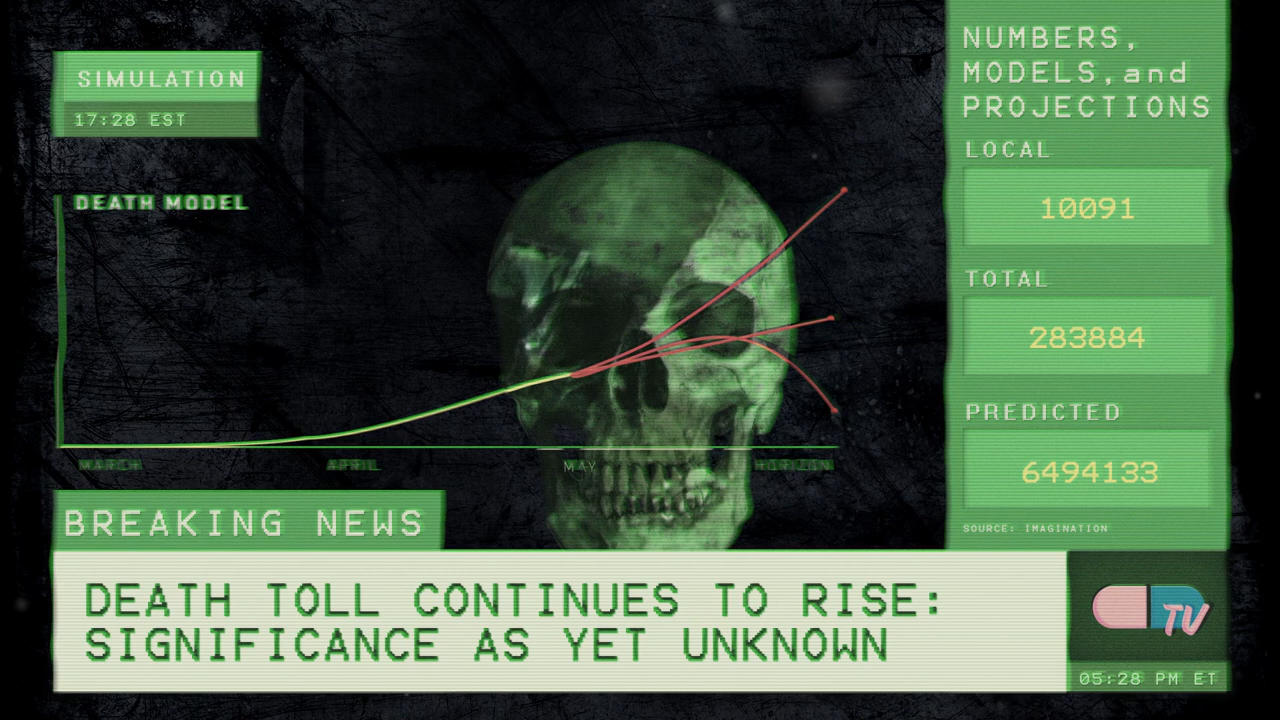 SIMULATION
17:28 EST
DEATH MODEL
MARCH
APRIL
MAY
HORIZON
NUMBERS,
MODELS,and
PROJECTIONS
LOCAL
10091
TOTAL
283884
PREDICTED
6494133
SOURCE: IMAGINATION
BREAKING NEWS
DEATH TOLL CONTINUES TO RISE:
SIGNIFICANCE AS YET UNKNOWN
TV
05:28 PM ET